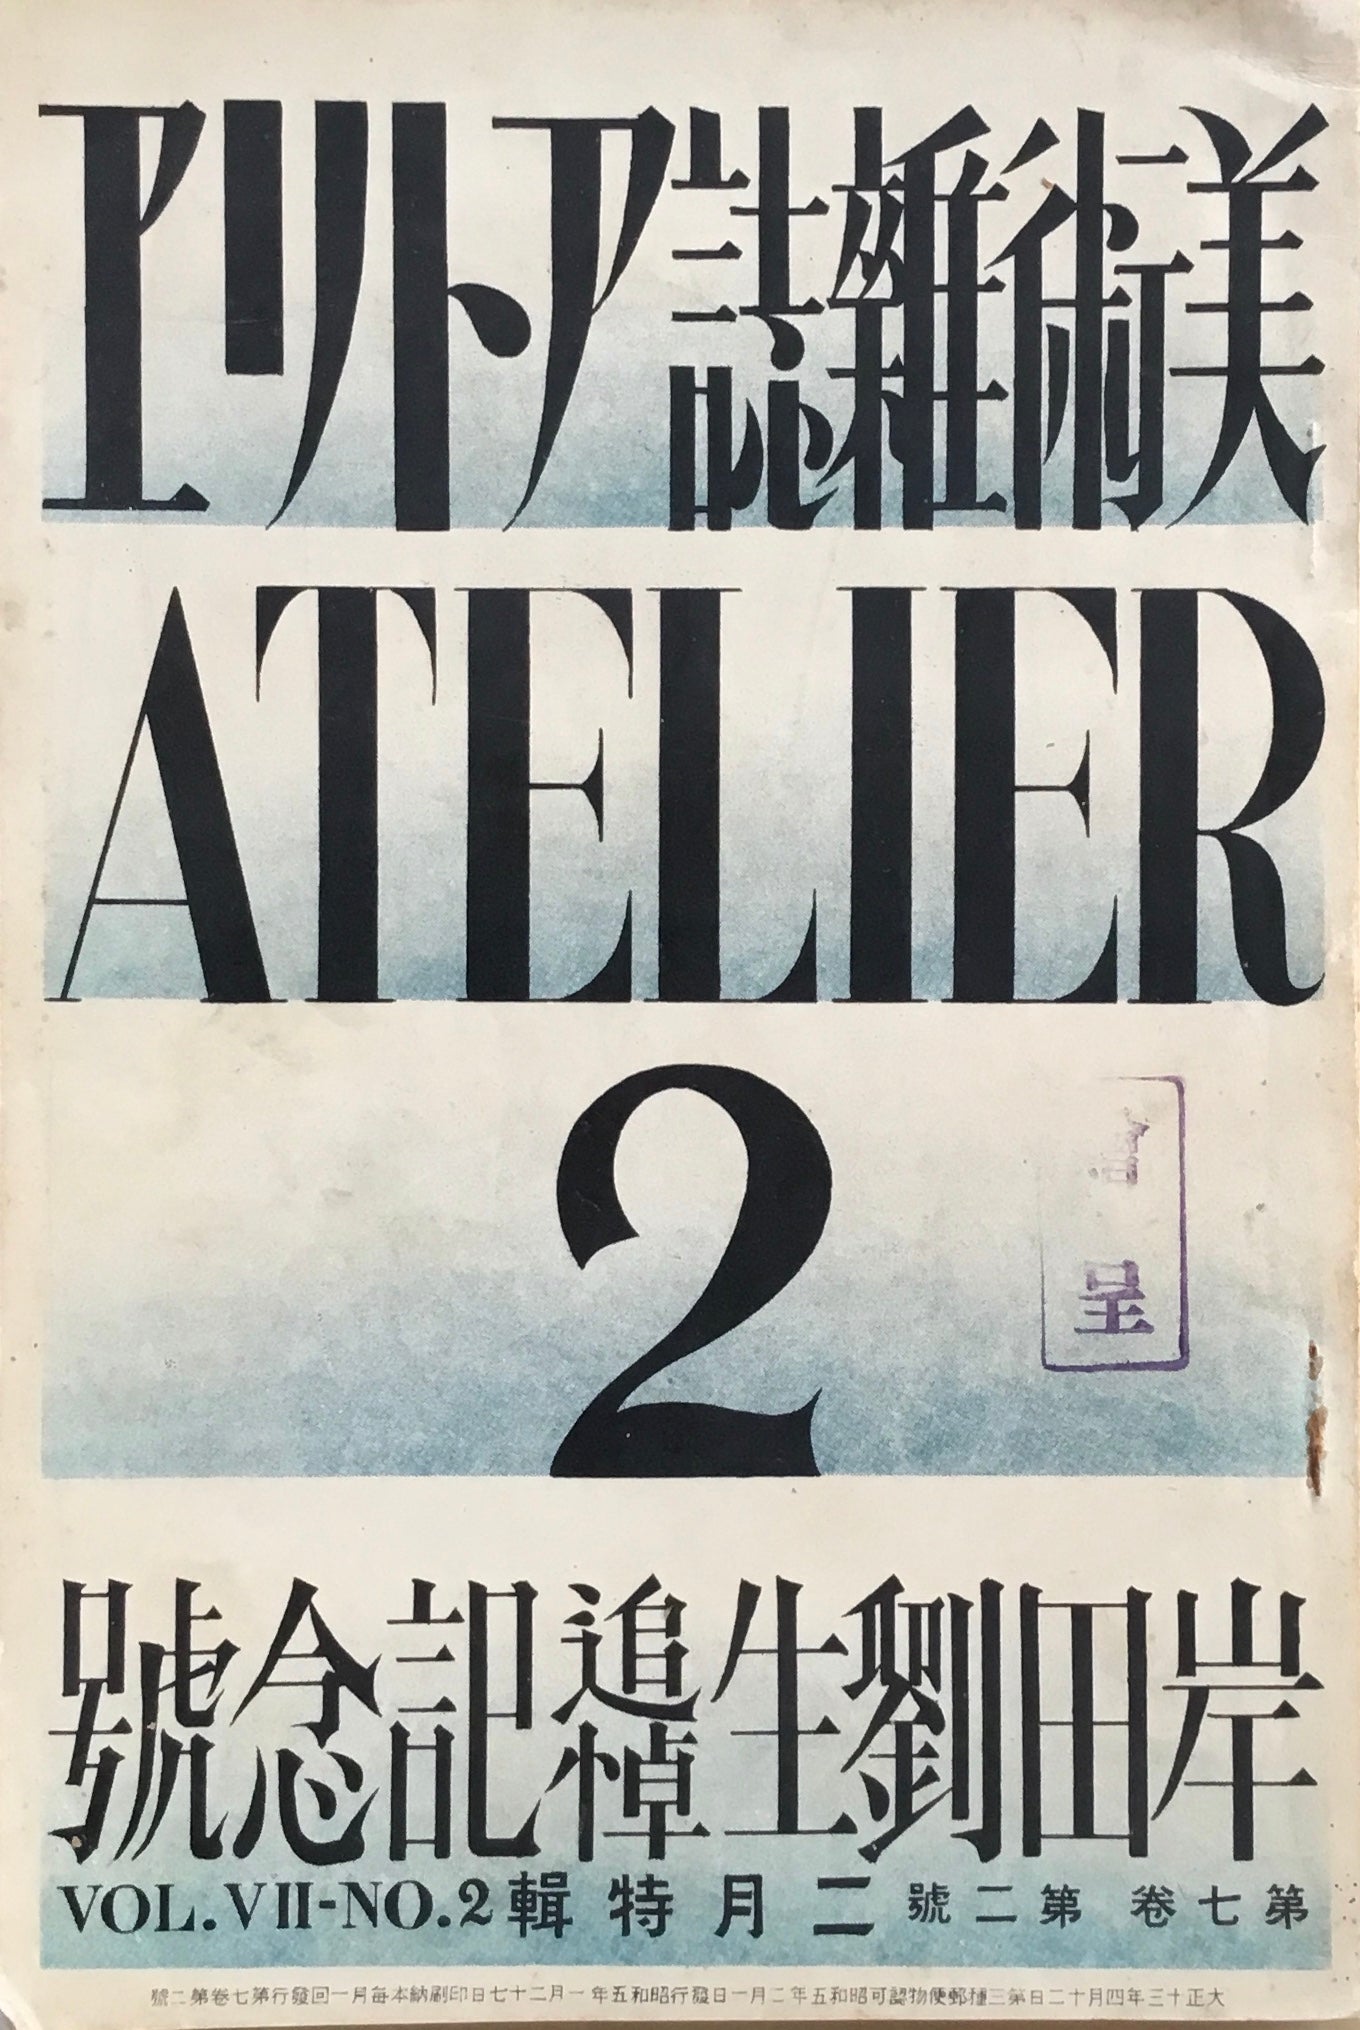 美術雑誌アトリヱ
ATELIER
2
呈
岸田劉生追悼記念號
第七卷 第二號 二月特輯 VOL.VII-NO.2
大正十三年四月十二日第三種郵便物認可昭和五年二月一日發行昭和五年一月二十七日印刷納本毎月一回發行第七卷第二號